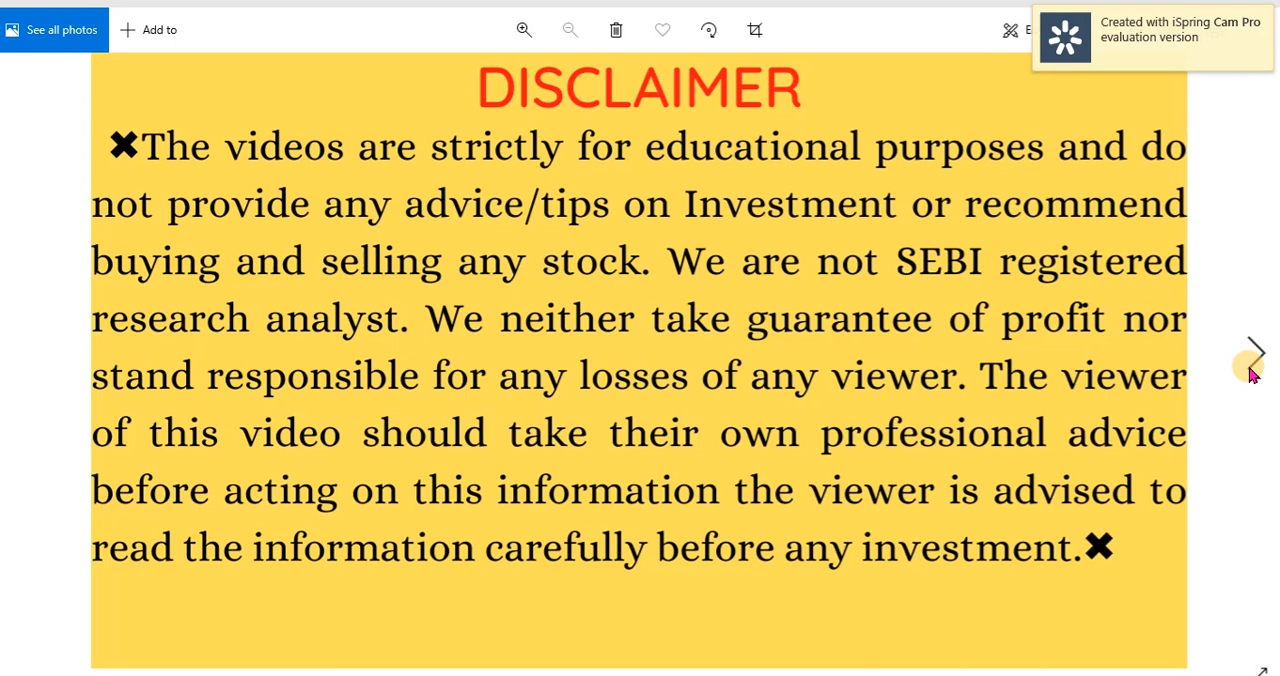 See all photos
Add to
Created with iSpring Cam Pro
evaluation version
DISCLAIMER
✖The videos are strictly for educational purposes and do
not provide any advice/tips on Investment or recommend
buying and selling any stock. We are not SEBI registered
research analyst. We neither take guarantee of profit nor
stand responsible for any losses of any viewer. The viewer
of this video should take their own professional advice
before acting on this information the viewer is advised to
read the information carefully before any investment.✖